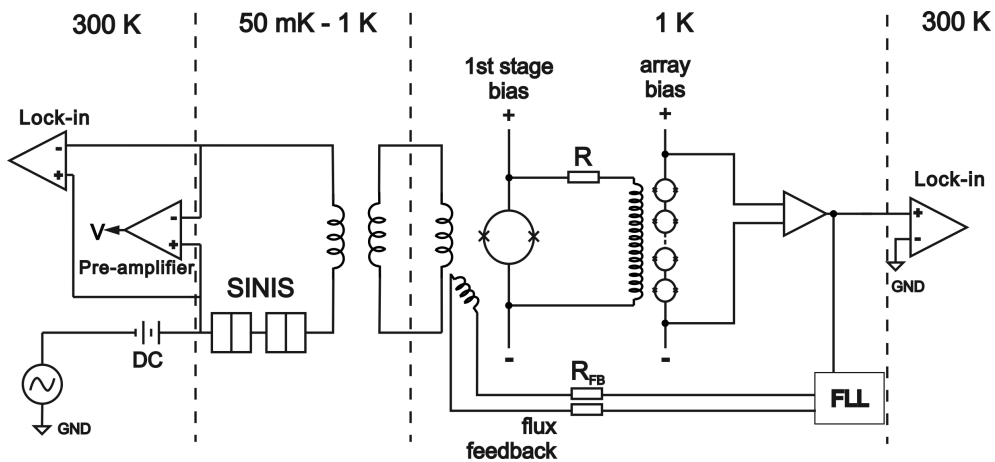 300 K
50 mK - 1 K
1 K
300 K
1st stage
bias
+
array
bias
+
Lock-in
-
+
R
Lock-in
+
-
GND
V
-
+
Pre-amplifier
SINIS
DC
GND
-
-
R_FB
FLL
flux
feedback